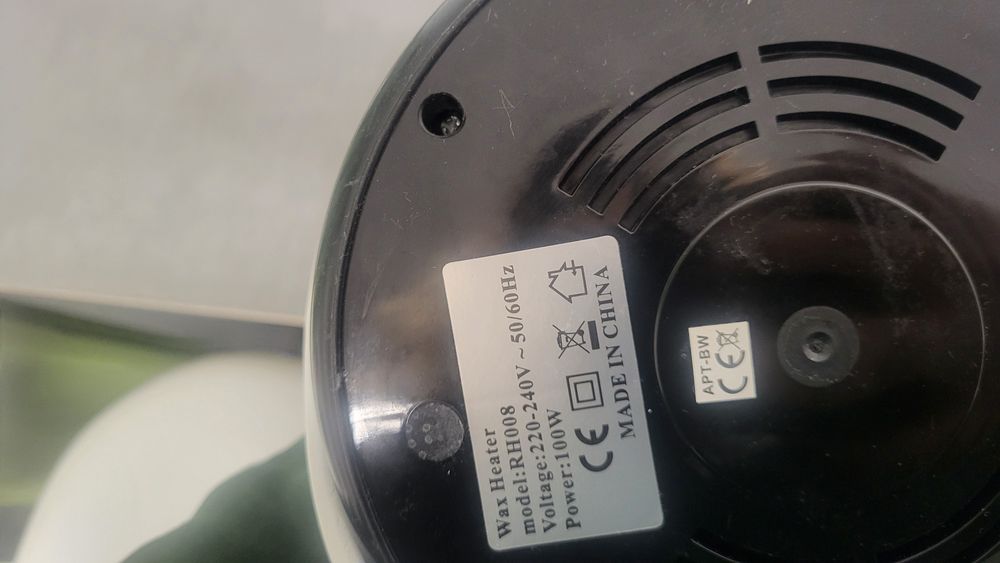 Wax Heater
model:RH008
Voltage:220-240V ~ 50/60Hz
Power:100W
CE
MADE IN CHINA
APT-BW
CE